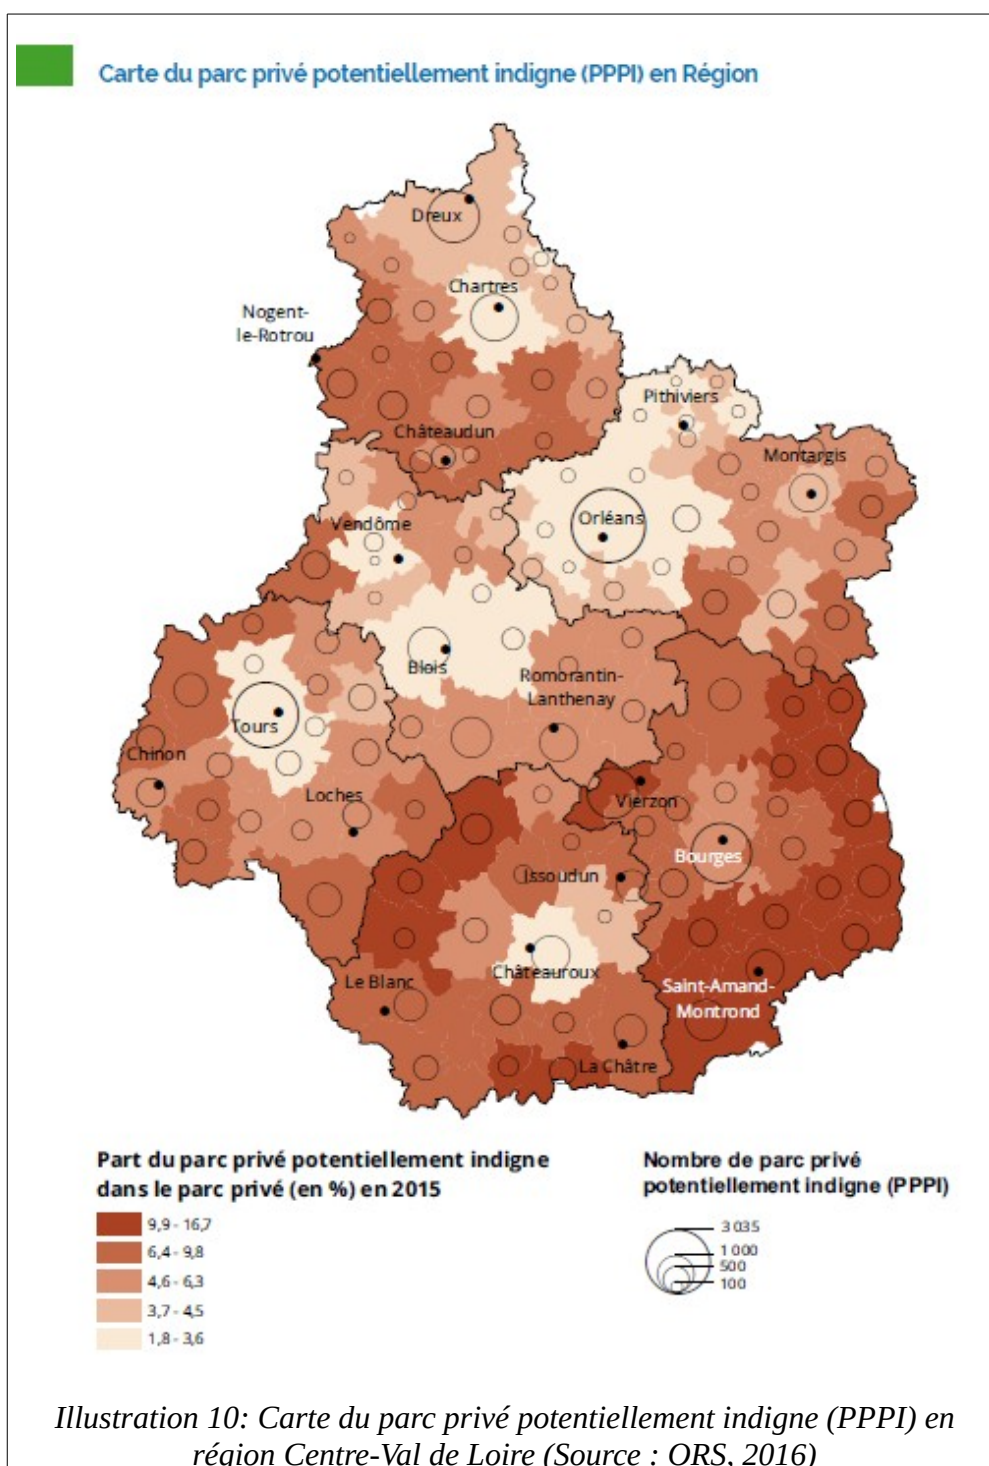 Carte du parc privé potentiellement indigne (PPPI) en Région
Dreux
Chartres
Nogent-
le-Rotrou
Pithiviers
Châteaudun
Montargis
Orléans
Vendôme
Blois
Romorantin-
Lanthenay
Tours
Chinon
Loches
Vierzon
Bourges
Issoudun
Châteauroux
Le Blanc
Saint-Amand-
Montrond
La Châtre
Part du parc privé potentiellement indigne
dans le parc privé (en %) en 2015
9,9 - 16,7
6,4 - 9,8
4,6 - 6,3
3,7 - 4,5
1,8 - 3,6
Nombre de parc privé
potentiellement indigne (PPPI)
3 035
1 000
500
100
Illustration 10: Carte du parc privé potentiellement indigne (PPPI) en
région Centre-Val de Loire (Source : ORS, 2016)